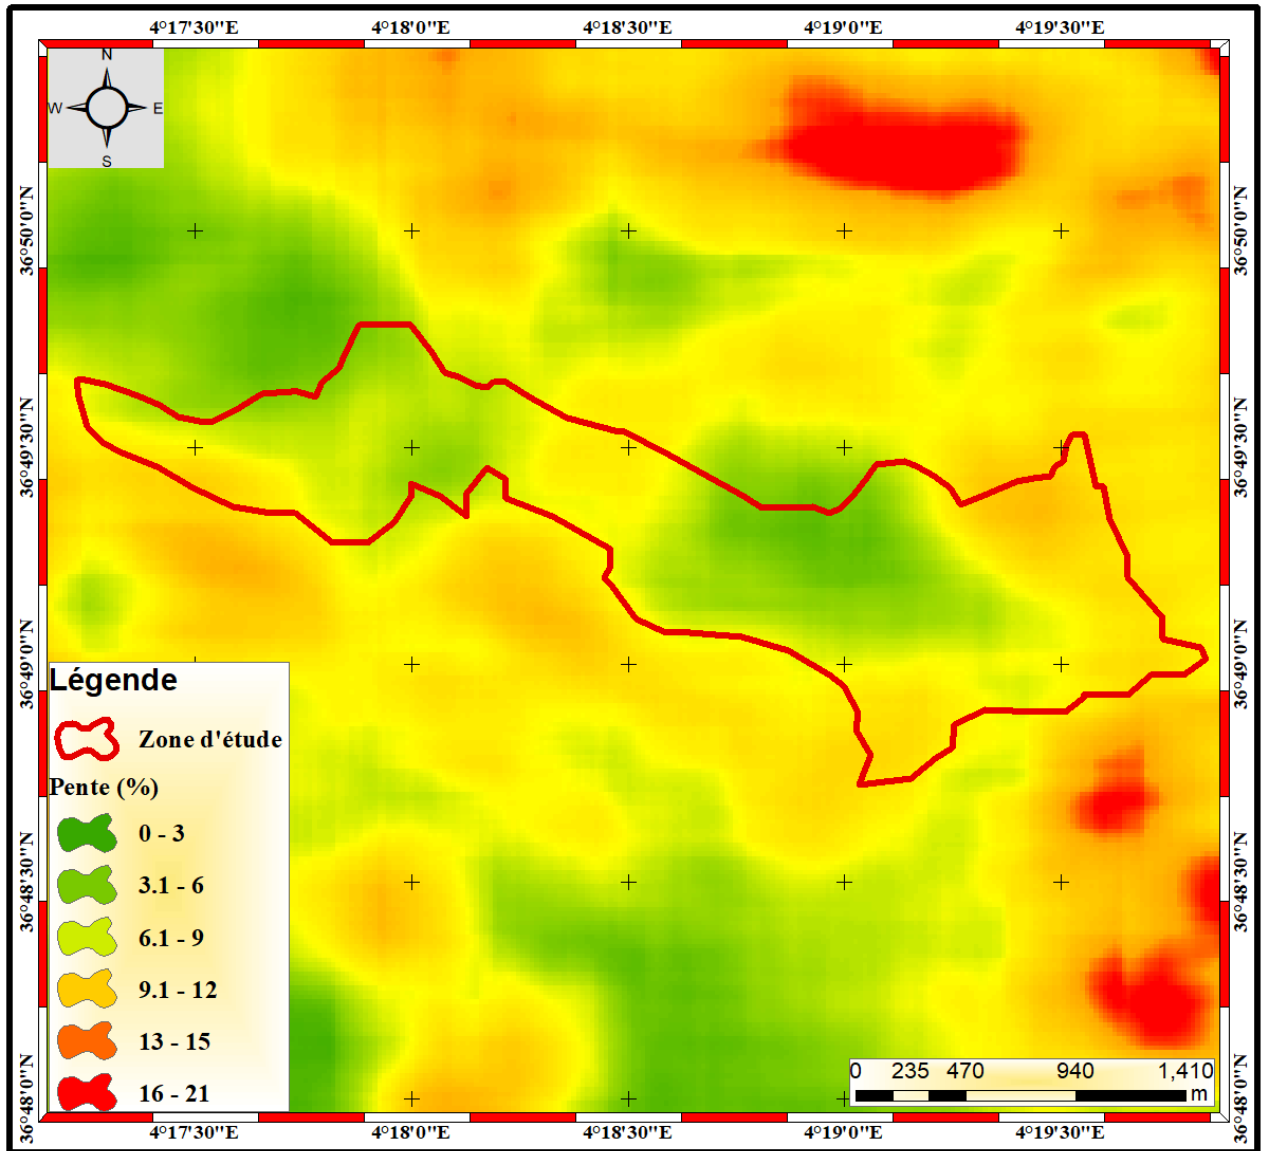 4°17'30"E 4°18'0"E 4°18'30"E 4°19'0"E 4°19'30"E
N
W E
S
36°50'0"N 36°50'0"N
36°49'30"N 36°49'30"N
36°49'0"N 36°49'0"N
36°48'30"N 36°48'30"N
36°48'0"N 36°48'0"N
Légende
Zone d'étude
Pente (%)
0 - 3
3.1 - 6
6.1 - 9
9.1 - 12
13 - 15
16 - 21
0 235 470 940 1,410
m
4°17'30"E 4°18'0"E 4°18'30"E 4°19'0"E 4°19'30"E